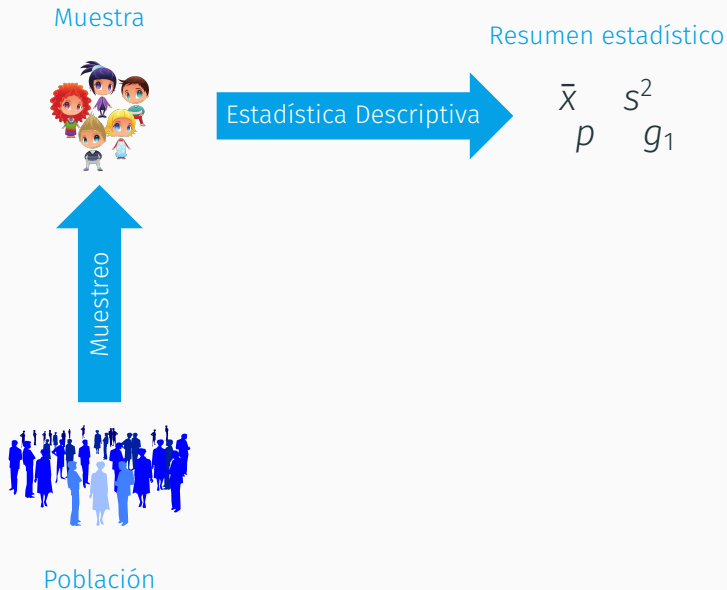 Muestra
Resumen estadístico
Estadística Descriptiva
x̄ s²
p g₁
Muestreo
Población